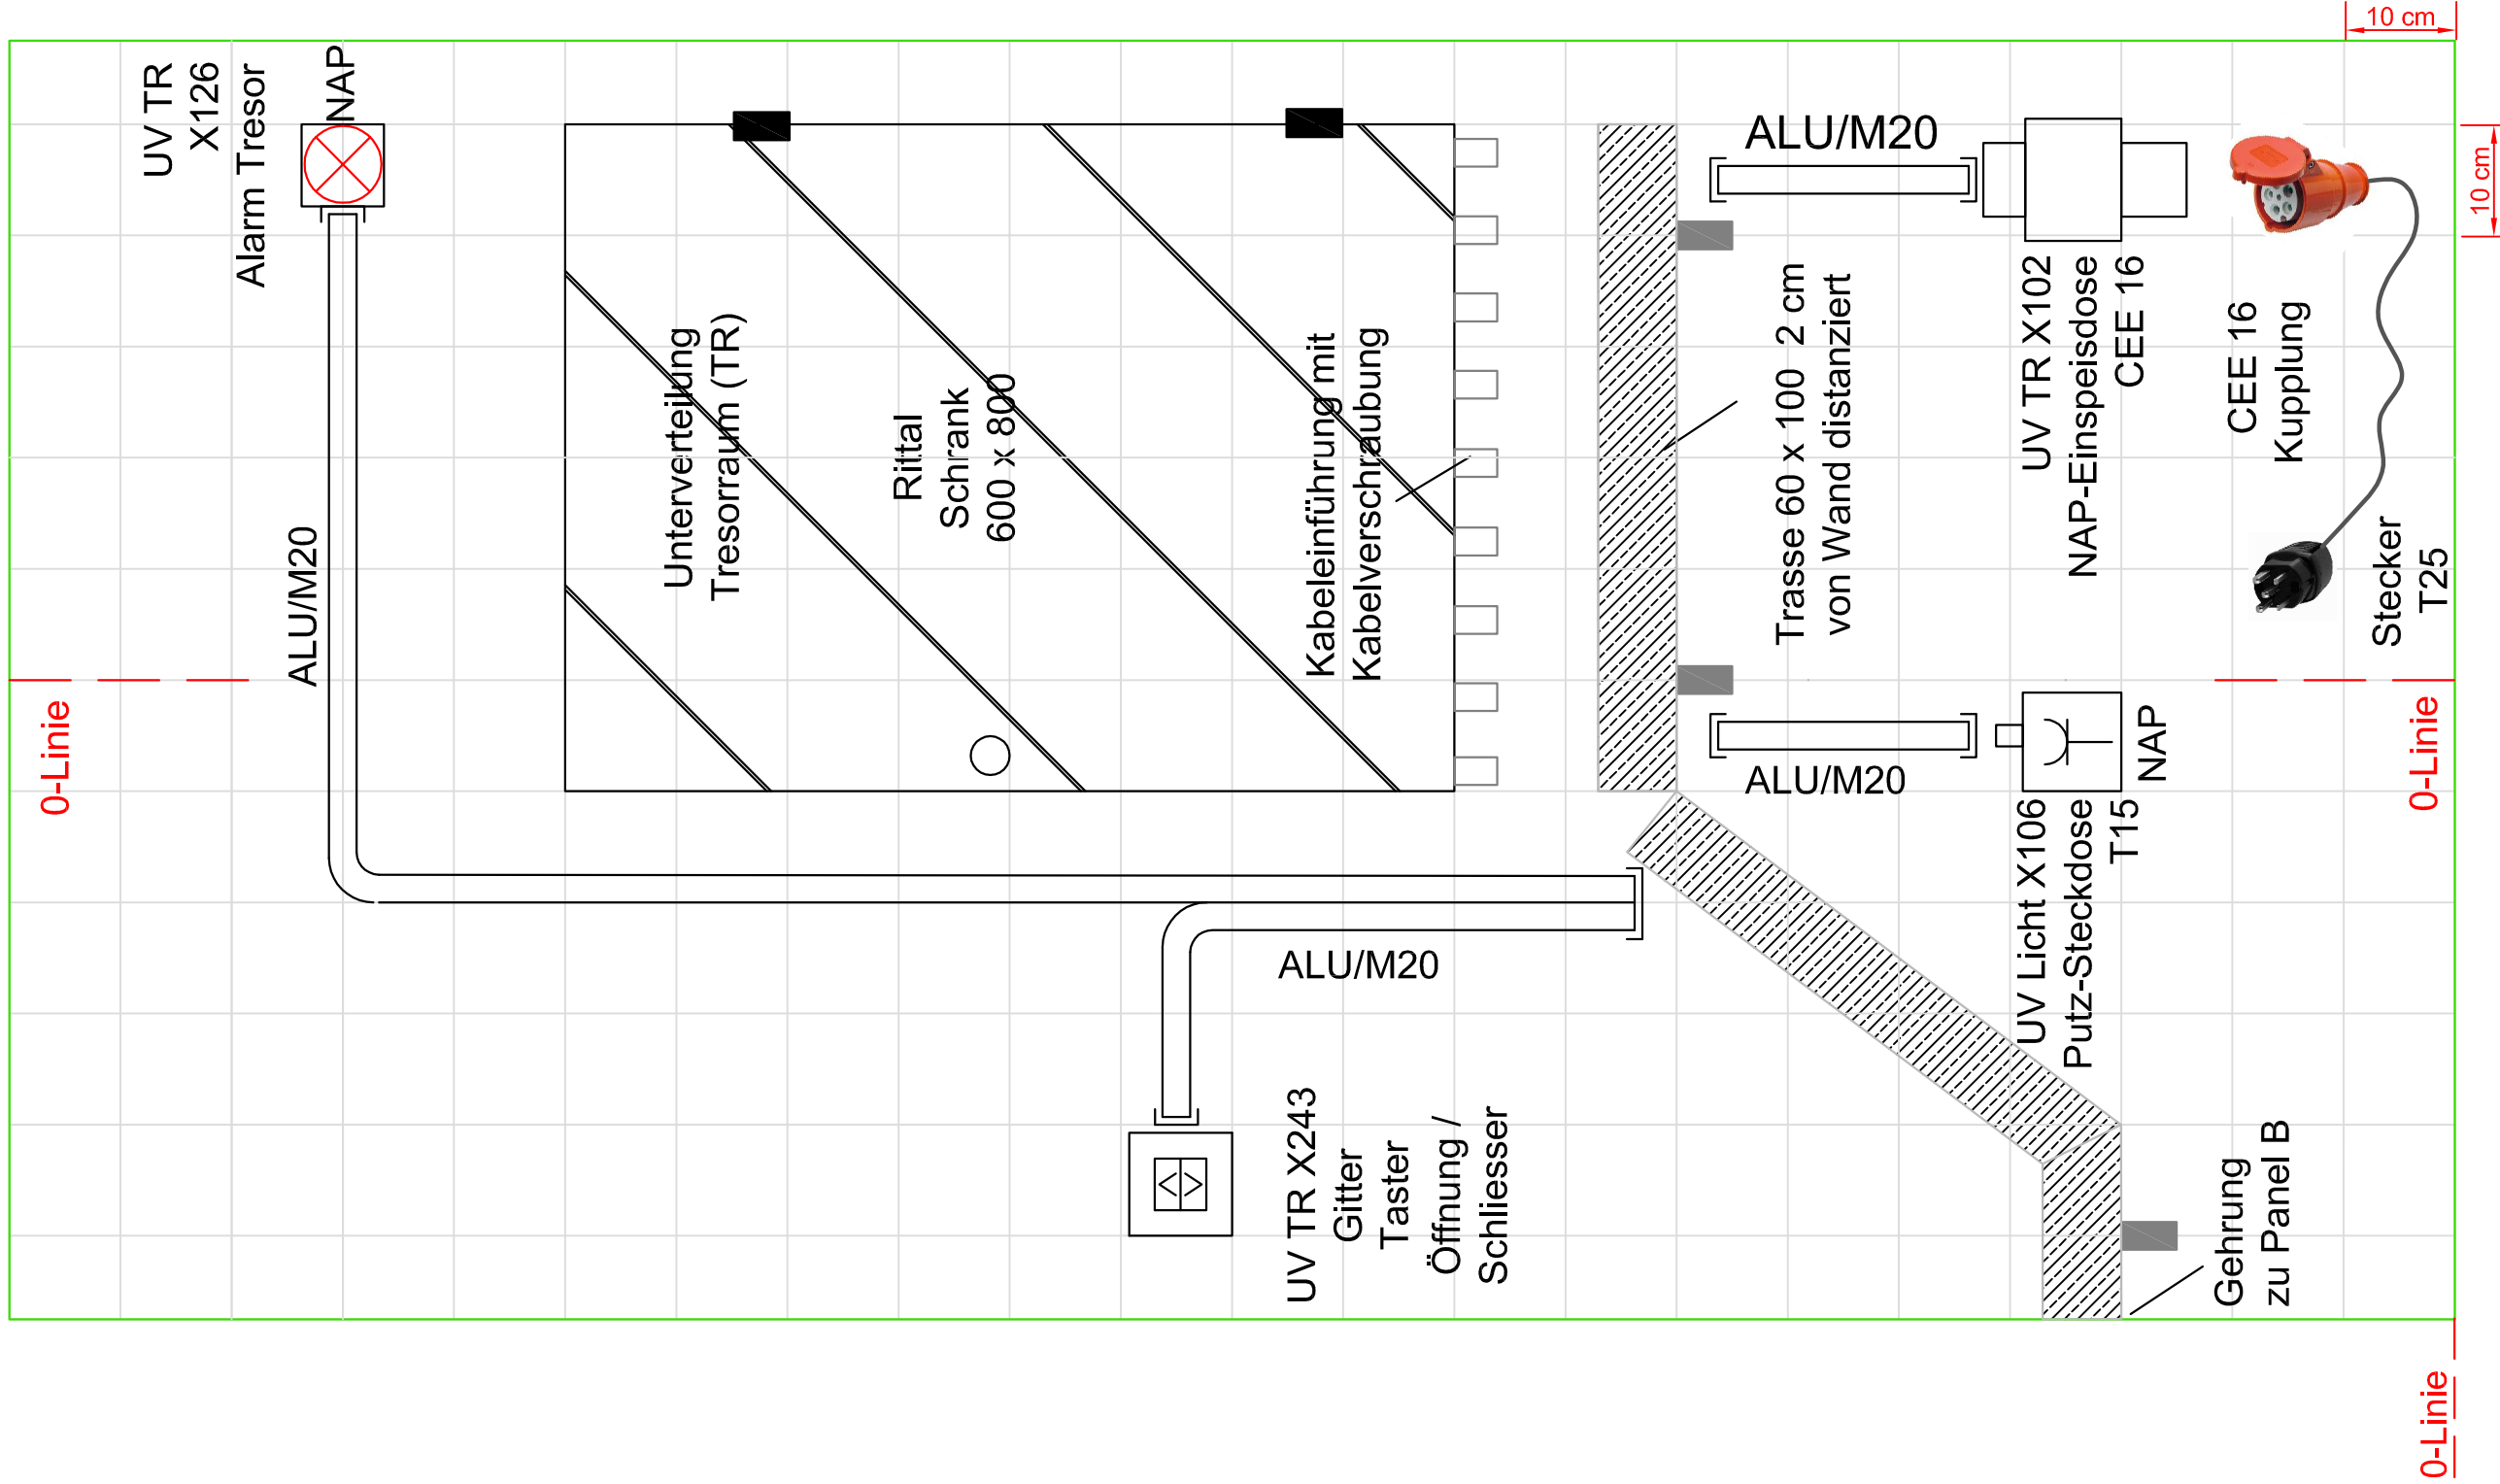 10 cm
10 cm
UV TR
X126
Alarm Tresor
NAP
ALU/M20
0-Linie
Unterverteilung
Tresorraum (TR)
Rittal
Schrank
600 x 800
Kabeleinführung mit
Kabelverschraubung
ALU/M20
Trasse 60 x 100  2 cm
von Wand distanziert
UV TR X102
NAP-Einspeisdose
CEE 16
CEE 16
Kupplung
Stecker
T25
0-Linie
ALU/M20
NAP
UV Licht X106
Putz-Steckdose
T15
ALU/M20
UV TR X243
Gitter
Taster
Öffnung /
Schliesser
Gehrung
zu Panel B
0-Linie